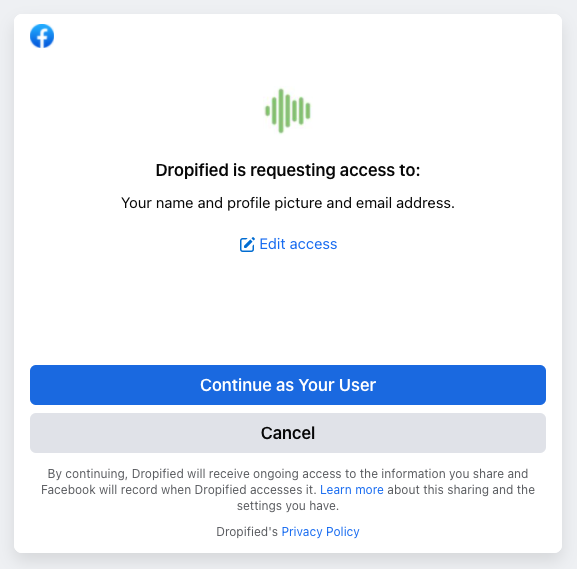 Dropified is requesting access to:
Your name and profile picture and email address.
Edit access
Continue as Your User
Cancel
By continuing, Dropified will receive ongoing access to the information you share and
Facebook will record when Dropified accesses it. Learn more about this sharing and the
settings you have.
Dropified's Privacy Policy